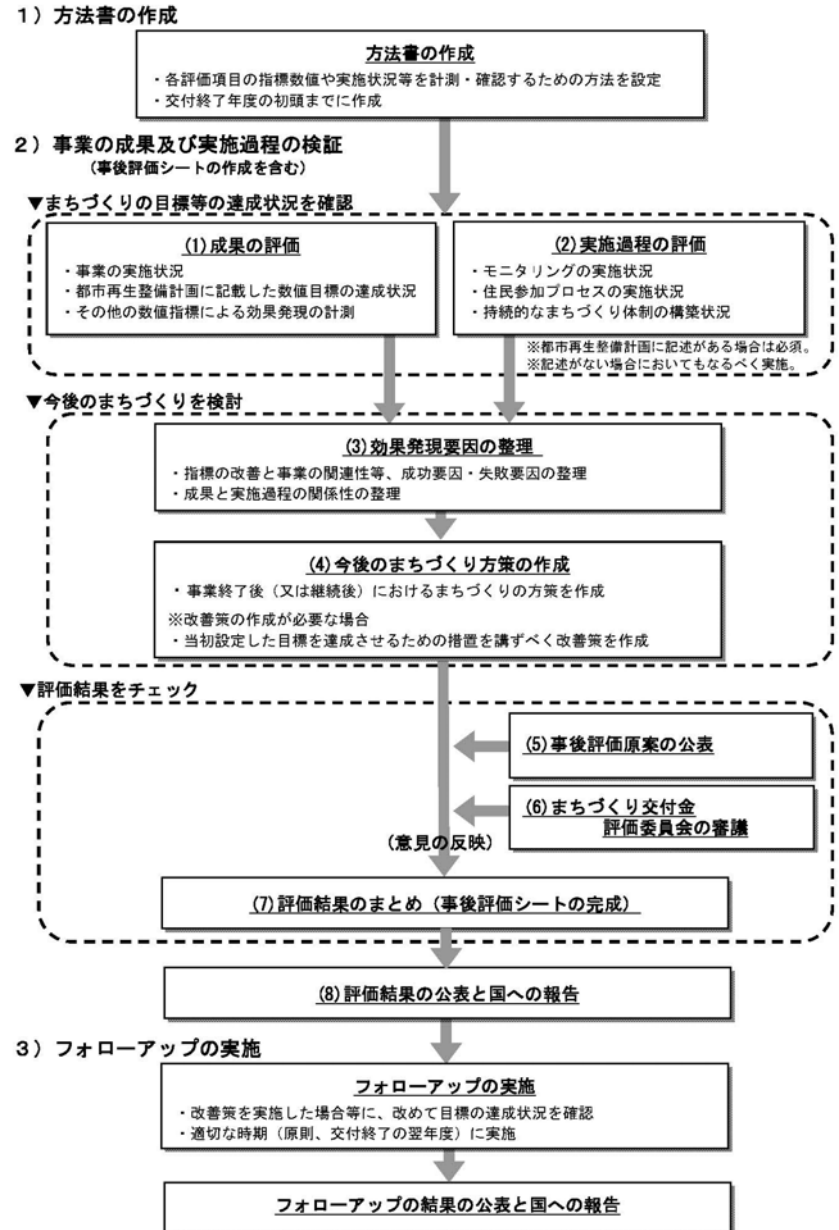 １）方法書の作成
方法書の作成
・各評価項目の指標数値や実施状況等を計測・確認するための方法を設定
・交付終了年度の初頭までに作成
２）事業の成果及び実施過程の検証
（事後評価シートの作成を含む）
▼まちづくりの目標等の達成状況を確認
(1)成果の評価
・事業の実施状況
・都市再生整備計画に記載した数値目標の達成状況
・その他の数値指標による効果発現の計測
(2)実施過程の評価
・モニタリングの実施状況
・住民参加プロセスの実施状況
・持続的なまちづくり体制の構築状況
※都市再生整備計画に記述がある場合は必須。
※記述がない場合においてもなるべく実施。
▼今後のまちづくりを検討
(3)効果発現要因の整理
・指標の改善と事業の関連性等、成功要因・失敗要因の整理
・成果と実施過程の関係性の整理
(4)今後のまちづくり方策の作成
・事業終了後（又は継続後）におけるまちづくりの方策を作成
※改善策の作成が必要な場合
・当初設定した目標を達成させるための措置を講ずべく改善策を作成
▼評価結果をチェック
(5)事後評価原案の公表
(6)まちづくり交付金
評価委員会の審議
（意見の反映）
(7)評価結果のまとめ（事後評価シートの完成）
(8)評価結果の公表と国への報告
３）フォローアップの実施
フォローアップの実施
・改善策を実施した場合等に、改めて目標の達成状況を確認
・適切な時期（原則、交付終了の翌年度）に実施
フォローアップの結果の公表と国への報告